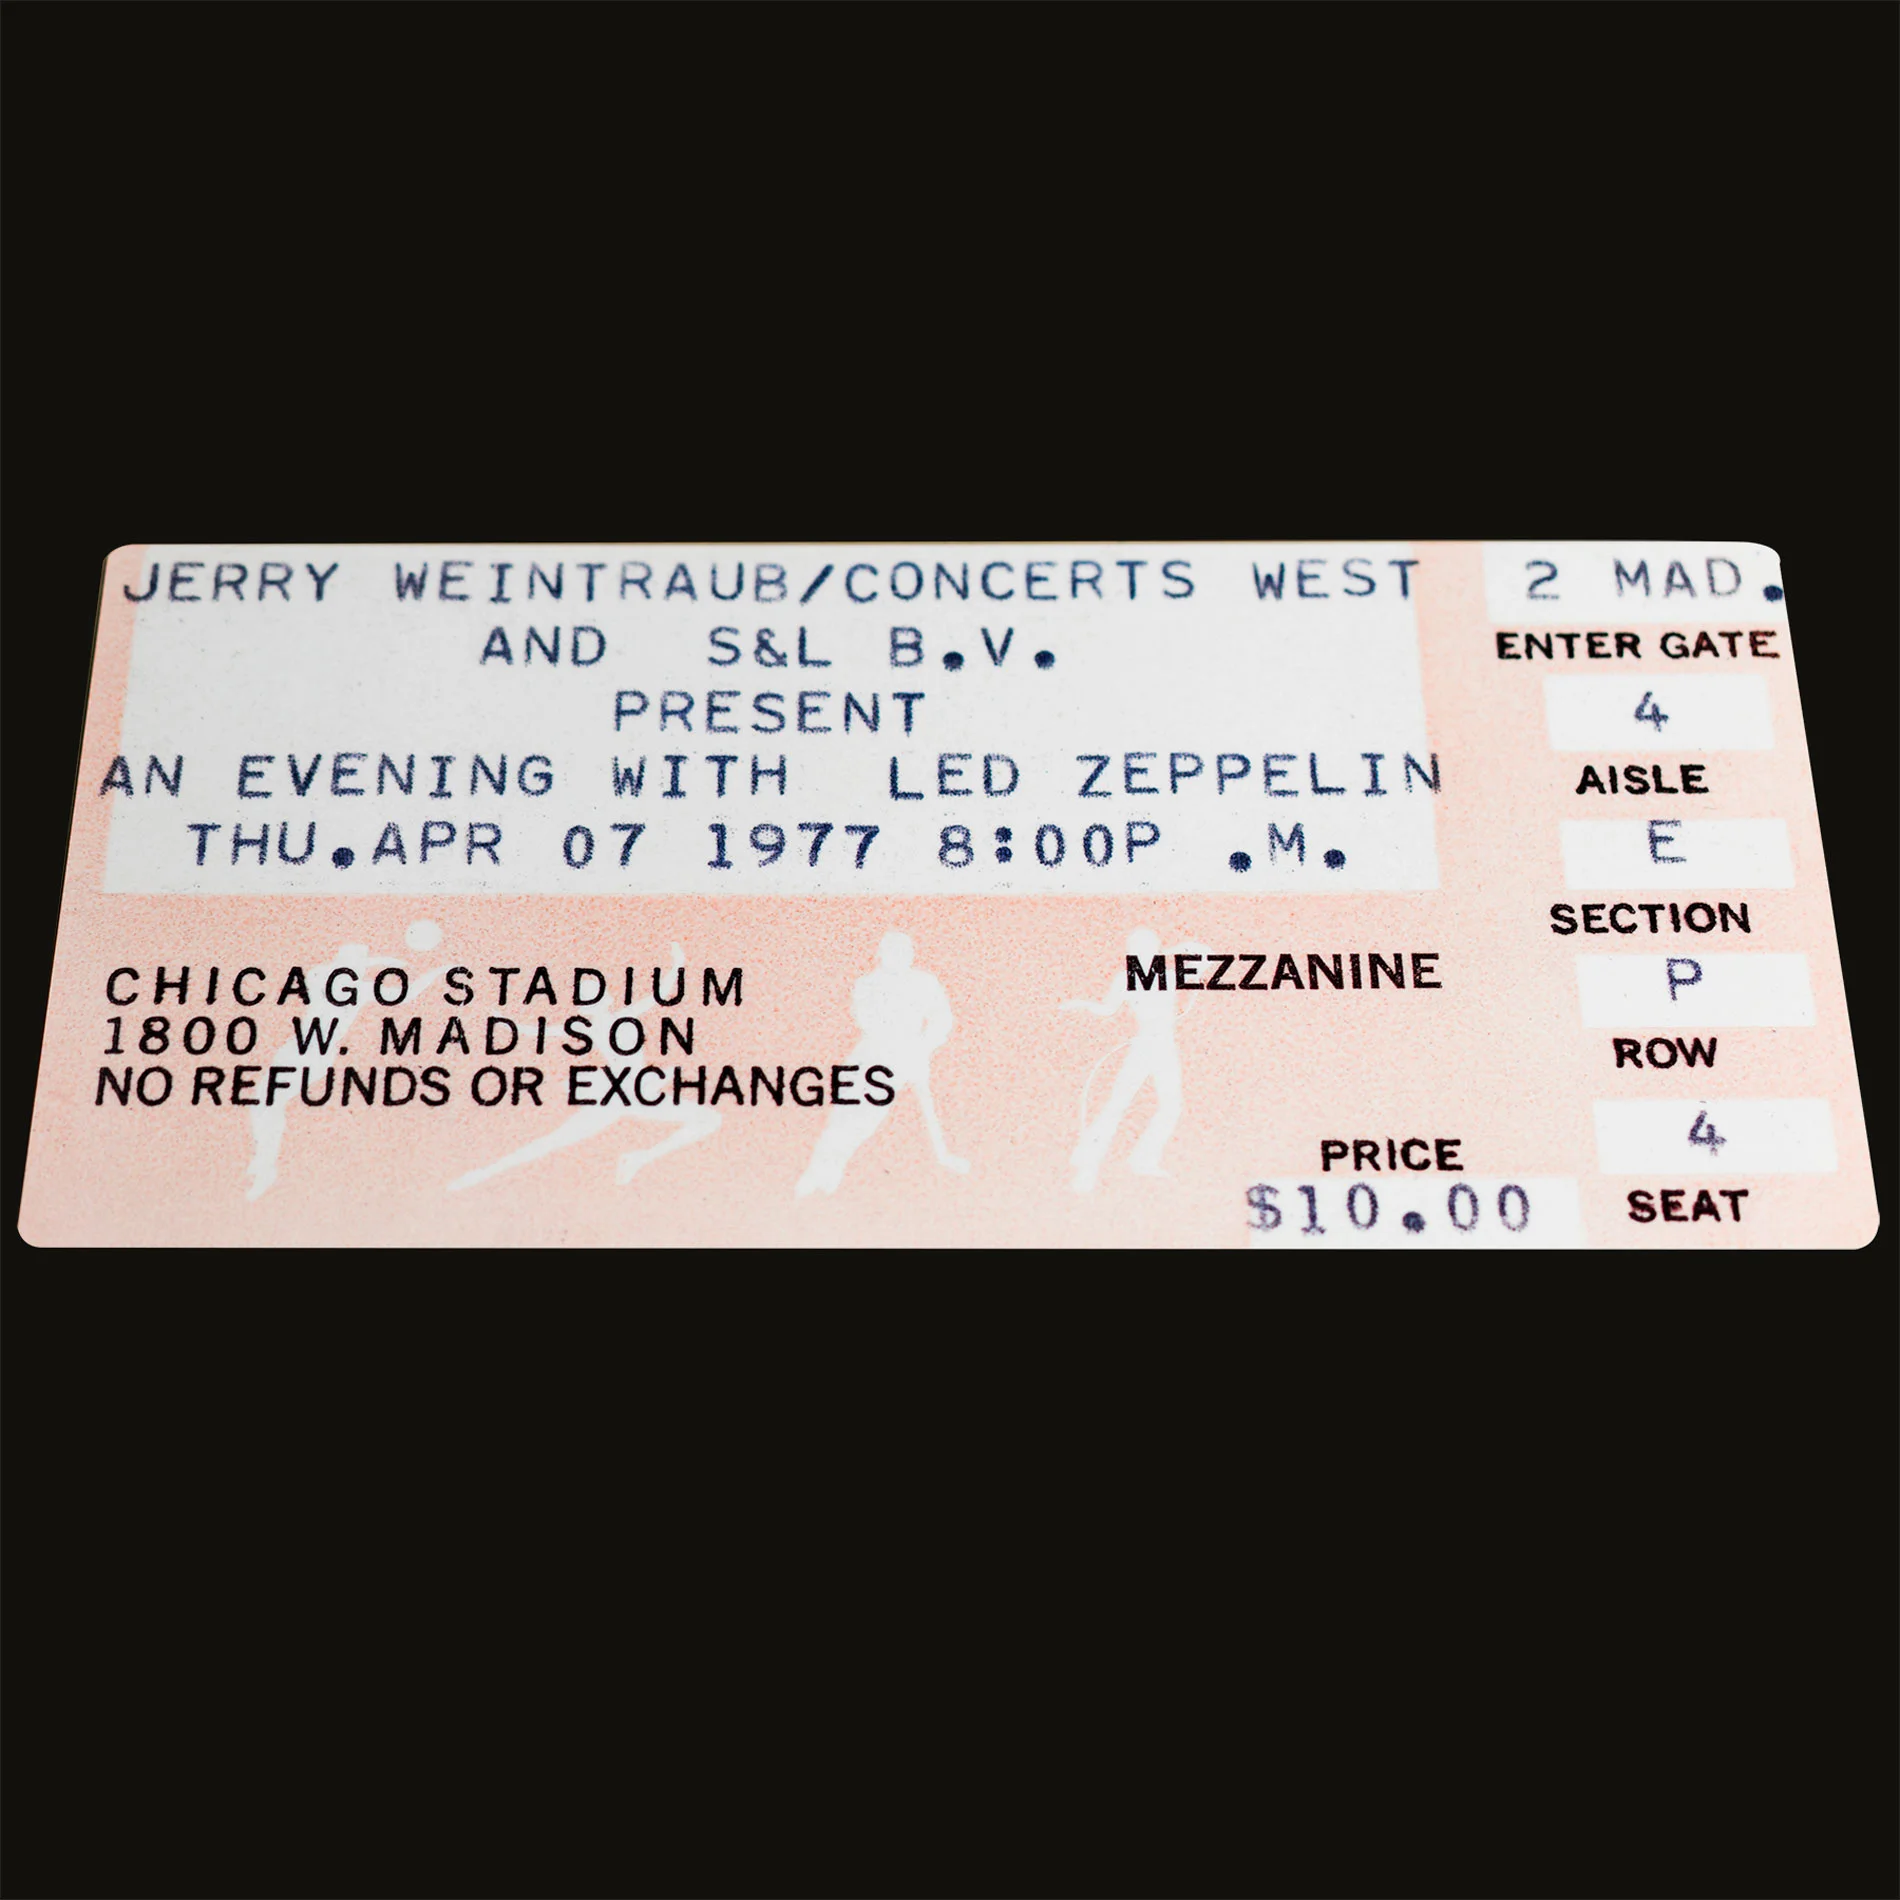 JERRY WEINTRAUB/CONCERTS WEST
AND S&L B.V.
PRESENT
AN EVENING WITH LED ZEPPELIN
THU.APR 07 1977 8:00P .M.
CHICAGO STADIUM
1800 W. MADISON
NO REFUNDS OR EXCHANGES
MEZZANINE
PRICE
$10.00
2 MAD.
ENTER GATE
4
AISLE
E
SECTION
P
ROW
4
SEAT